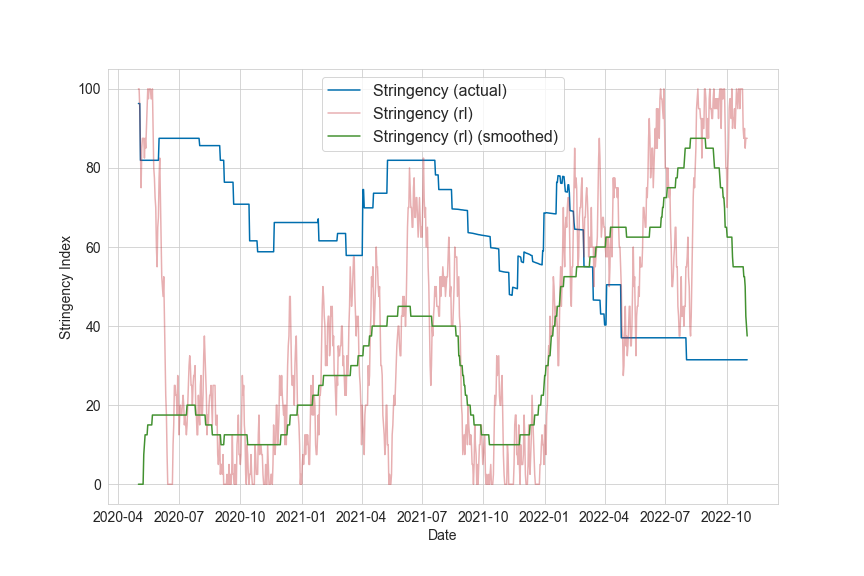 Stringency (actual)
Stringency (rl)
Stringency (rl) (smoothed)
Stringency Index
100
80
60
40
20
0
2020-04 2020-07 2020-10 2021-01 2021-04 2021-07 2021-10 2022-01 2022-04 2022-07 2022-10
Date